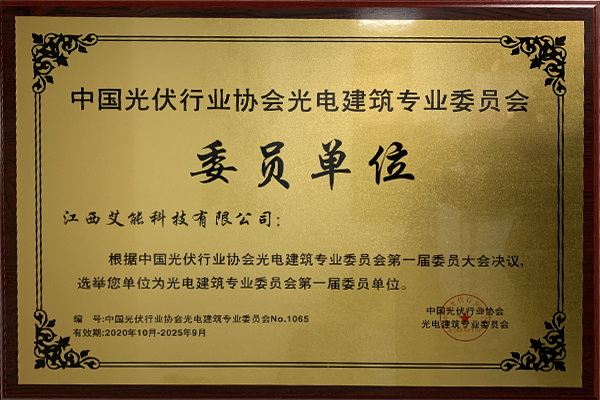 中国光伏行业协会光电建筑专业委员会
委员单位
江西艾能科技有限公司：
根据中国光伏行业协会光电建筑专业委员会第一届委员大会决议,
选举您单位为光电建筑专业委员会第一届委员单位。
编 号:中国光伏行业协会光电建筑专业委员会No.1065
有效期:2020年10月-2025年9月
中国光伏行业协会
光电建筑专业委员会